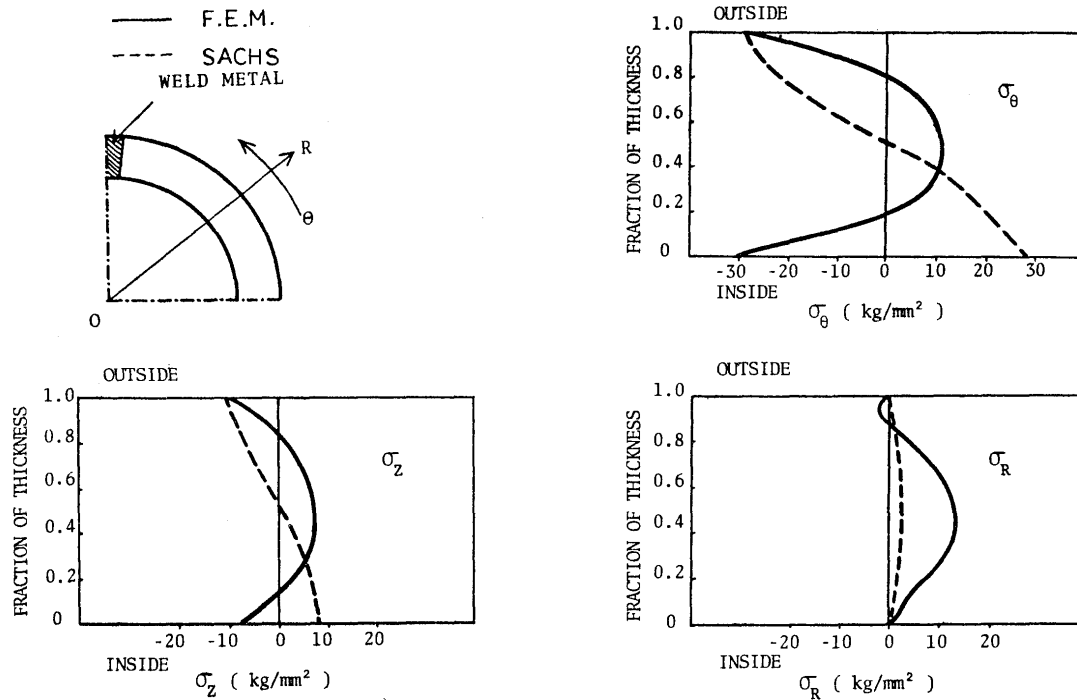 F.E.M.
SACHS
WELD METAL
R
θ
O
OUTSIDE
1.0
0.8
0.6
0.4
0.2
0
FRACTION OF THICKNESS
σθ
-30 -20 -10 0 10 20 30
INSIDE
σθ ( kg/mm² )
OUTSIDE
1.0
0.8
0.6
0.4
0.2
0
FRACTION OF THICKNESS
σZ
-20 -10 0 10 20
INSIDE
σZ ( kg/mm² )
OUTSIDE
1.0
0.8
0.6
0.4
0.2
0
FRACTION OF THICKNESS
σR
-20 -10 0 10 20
INSIDE
σR ( kg/mm² )